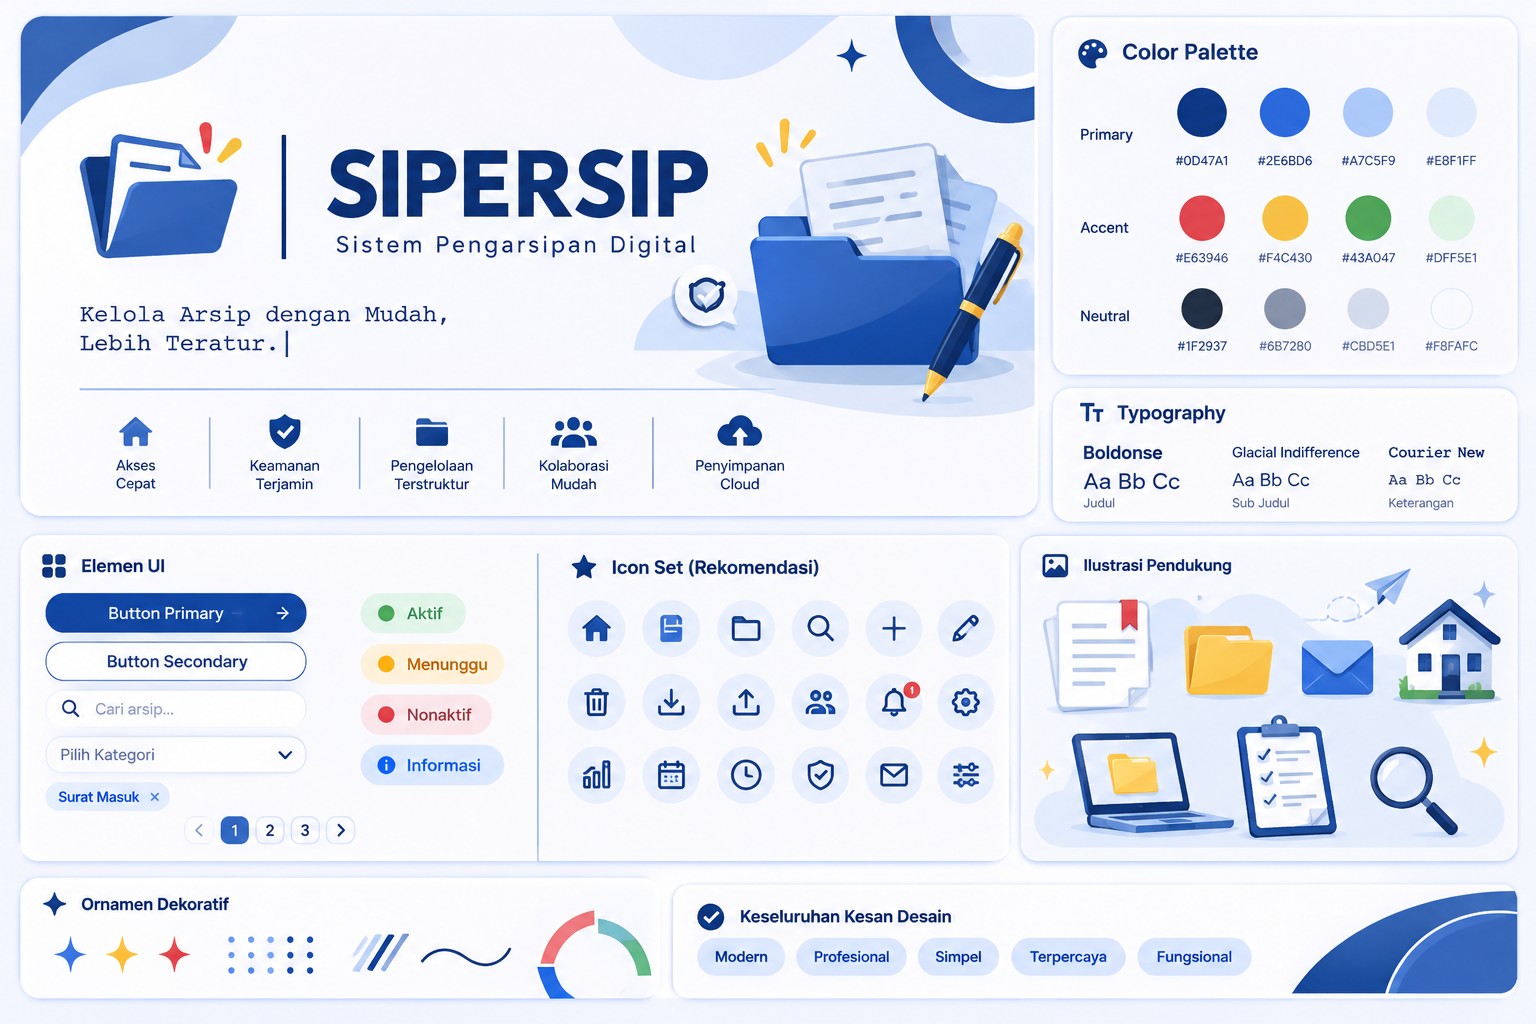 SIPERSIP
Sistem Pengarsipan Digital
Kelola Arsip dengan Mudah,
Lebih Teratur.|
Akses
Cepat
Keamanan
Terjamin
Pengelolaan
Terstruktur
Kolaborasi
Mudah
Penyimpanan
Cloud
Color Palette
Primary
#0D47A1 #2E6BD6 #A7C5F9 #E8F1FF
Accent
#E63946 #F4C430 #43A047 #DFF5E1
Neutral
#1F2937 #6B7280 #CBD5E1 #F8FAFC
Tт Typography
Boldonse
Aa Bb Cc
Judul
Glacial Indifference
Aa Bb Cc
Sub Judul
Courier New
Aa Bb Cc
Keterangan
Elemen UI
Button Primary
Button Secondary
Cari arsip...
Pilih Kategori
Surat Masuk ×
1 2 3
Aktif
Menunggu
Nonaktif
Informasi
Icon Set (Rekomendasi)
1
Ilustrasi Pendukung
Ornamen Dekoratif
Keseluruhan Kesan Desain
Modern Profesional Simpel Terpercaya Fungsional